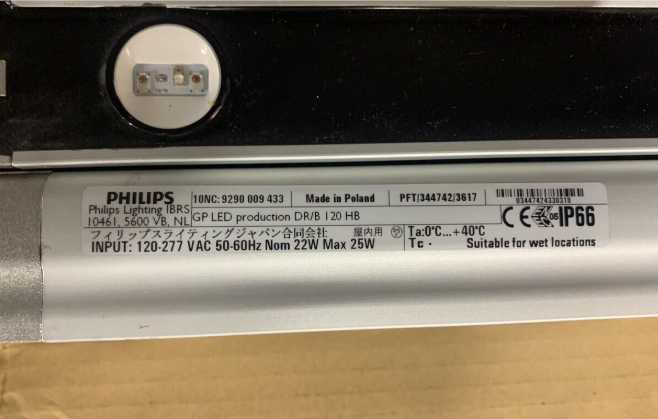 PHILIPS 10NC: 9290 009 433 Made in Poland PFT/344742/3617
Philips Lighting IBRS
10461, 5600 VB, NL GP LED production DR/B 120 HB
フィリップスライティングジャパン合同会社 屋内用 Ta:0°C...+40°C
INPUT: 120-277 VAC 50-60Hz Nom 22W Max 25W Tc • Suitable for wet locations
03447424336318
CE 05 IP66